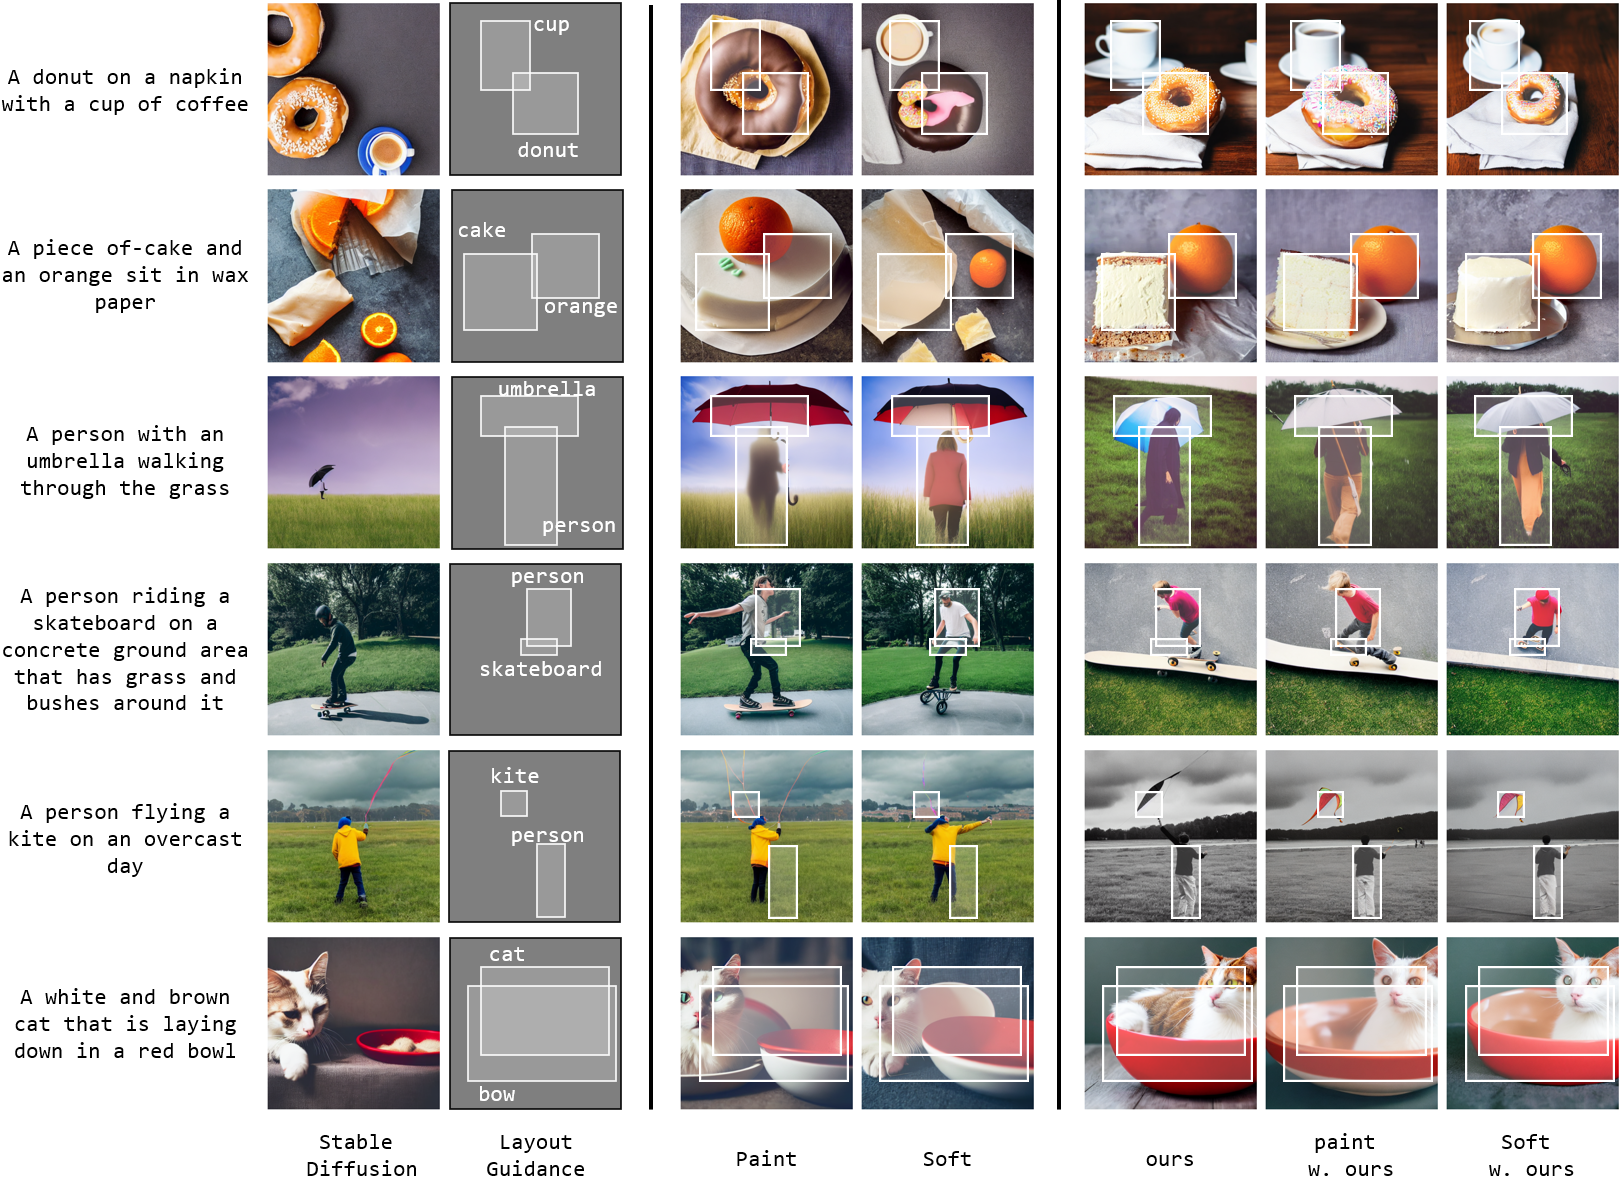 A donut on a napkin
with a cup of coffee
cup
donut
A piece of-cake and
an orange sit in wax
paper
cake
orange
A person with an
umbrella walking
through the grass
umbrella
person
A person riding a
skateboard on a
concrete ground area
that has grass and
bushes around it
person
skateboard
A person flying a
kite on an overcast
day
kite
person
A white and brown
cat that is laying
down in a red bowl
cat
bow
Stable
Diffusion
Layout
Guidance
Paint
Soft
ours
paint
w. ours
Soft
w. ours